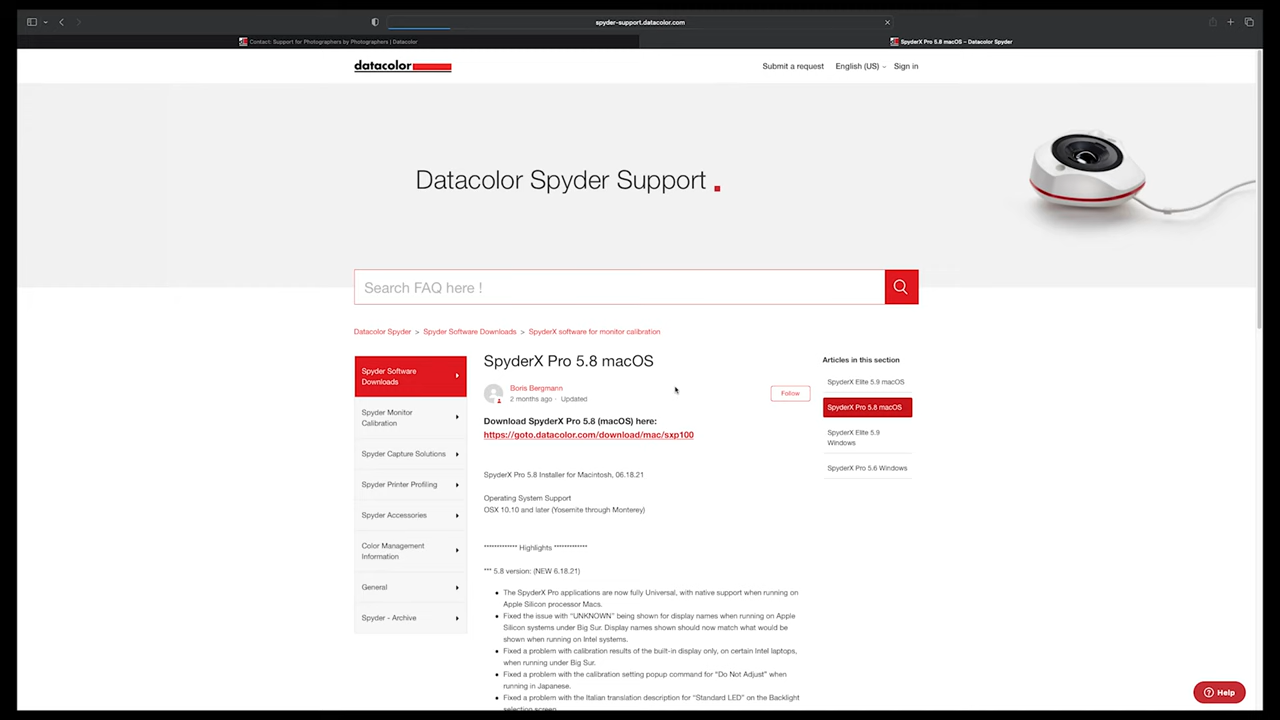 spyder-support.datacolor.com
Contact: Support for Photographers by Photographers | Datacolor
SpyderX Pro 5.8 macOS – Datacolor Spyder
datacolor
Submit a request
English (US)
Sign in
Datacolor Spyder Support
Search FAQ here !
Datacolor Spyder > Spyder Software Downloads > SpyderX software for monitor calibration
Spyder Software
Downloads
Spyder Monitor
Calibration
Spyder Capture Solutions
Spyder Printer Profiling
Spyder Accessories
Color Management
Information
General
Spyder - Archive
SpyderX Pro 5.8 macOS
Boris Bergmann
2 months ago · Updated
Follow
Download SpyderX Pro 5.8 (macOS) here:
https://goto.datacolor.com/download/mac/sxp100
SpyderX Pro 5.8 Installer for Macintosh, 06.18.21
Operating System Support
OSX 10.10 and later (Yosemite through Monterey)
************* Highlights **************
*** 5.8 version: (NEW 6.18.21)
The SpyderX Pro applications are now fully Universal, with native support when running on
Apple Silicon processor Macs.
Fixed the issue with “UNKNOWN” being shown for display names when running on Apple
Silicon systems under Big Sur. Display names shown should now match what would be
shown when running on Intel systems.
Fixed a problem with calibration results of the built-in display only, on certain Intel laptops,
when running under Big Sur.
Fixed a problem with the calibration setting popup command for “Do Not Adjust” when
running in Japanese.
Fixed a problem with the Italian translation description for “Standard LED” on the Backlight
selecting screen.
Articles in this section
SpyderX Elite 5.9 macOS
SpyderX Pro 5.8 macOS
SpyderX Elite 5.9
Windows
SpyderX Pro 5.6 Windows
Help